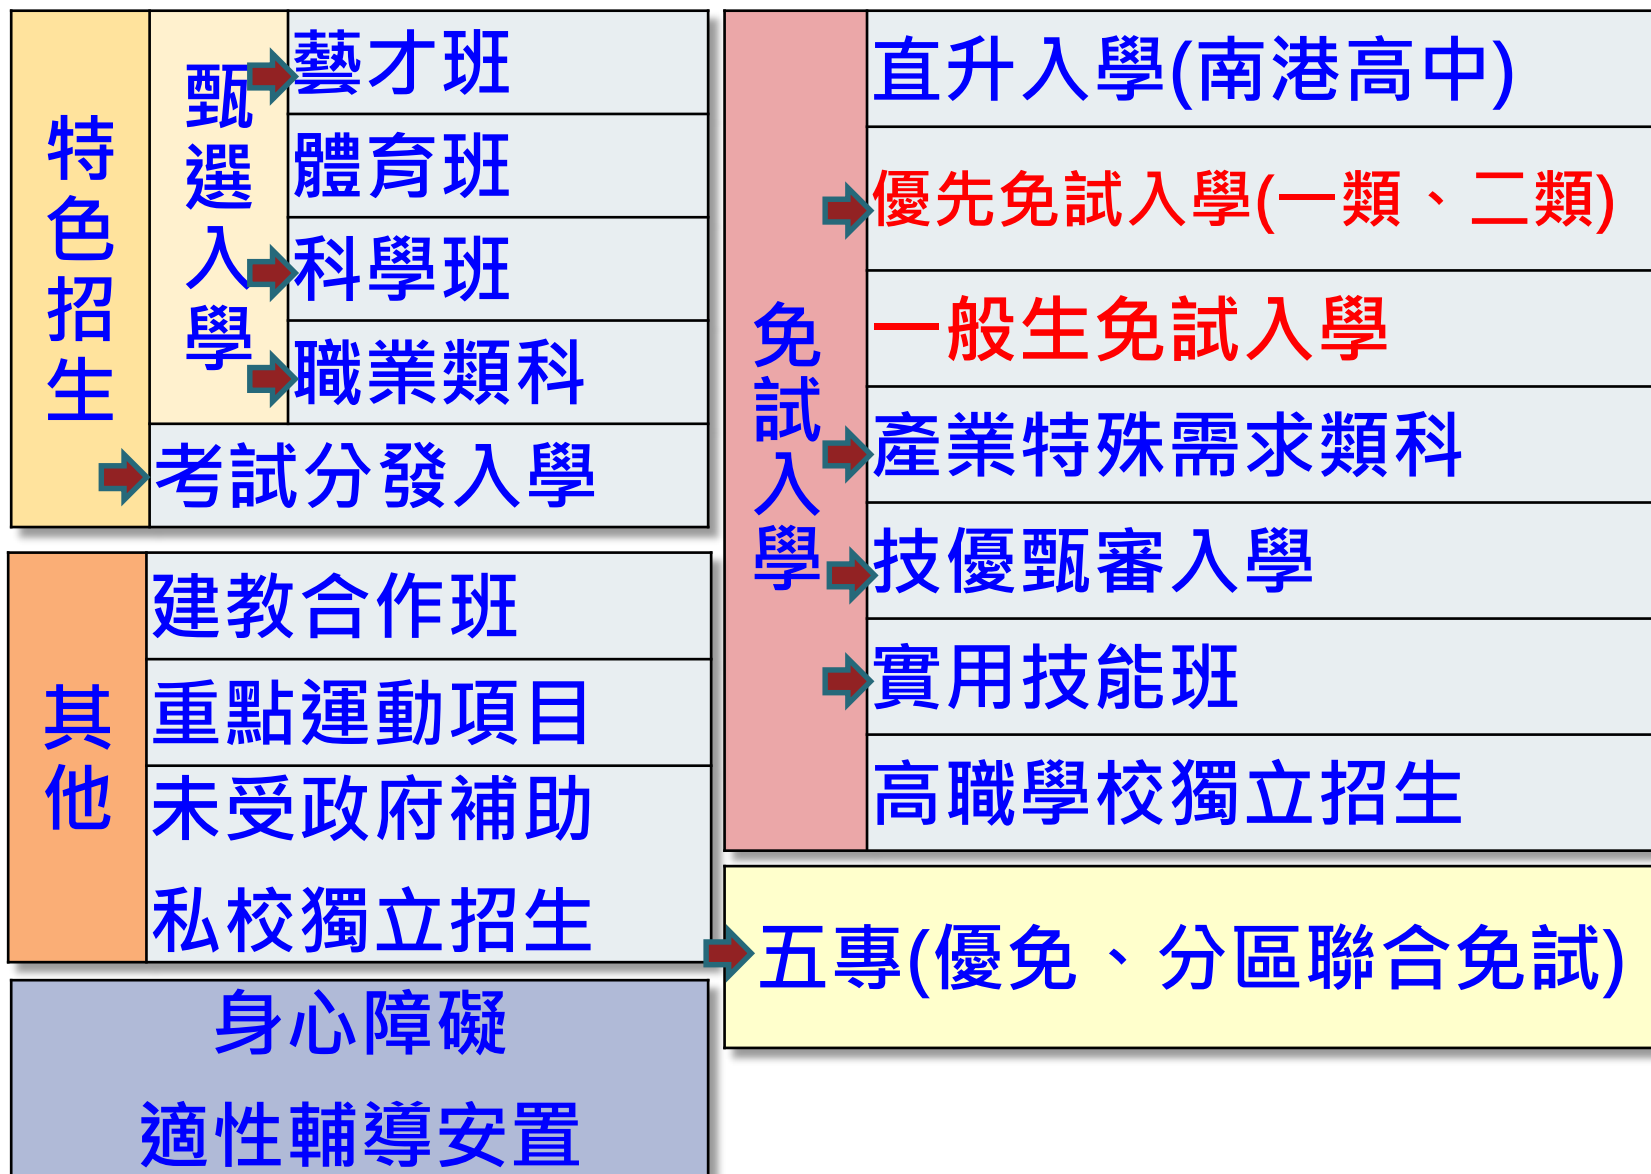 特色招生
甄選入學
藝才班
體育班
科學班
職業類科
考試分發入學
其他
建教合作班
重點運動項目
未受政府補助
私校獨立招生
身心障礙
適性輔導安置
免試入學
直升入學(南港高中)
優先免試入學(一類、二類)
一般生免試入學
產業特殊需求類科
技優甄審入學
實用技能班
高職學校獨立招生
五專(優免、分區聯合免試)